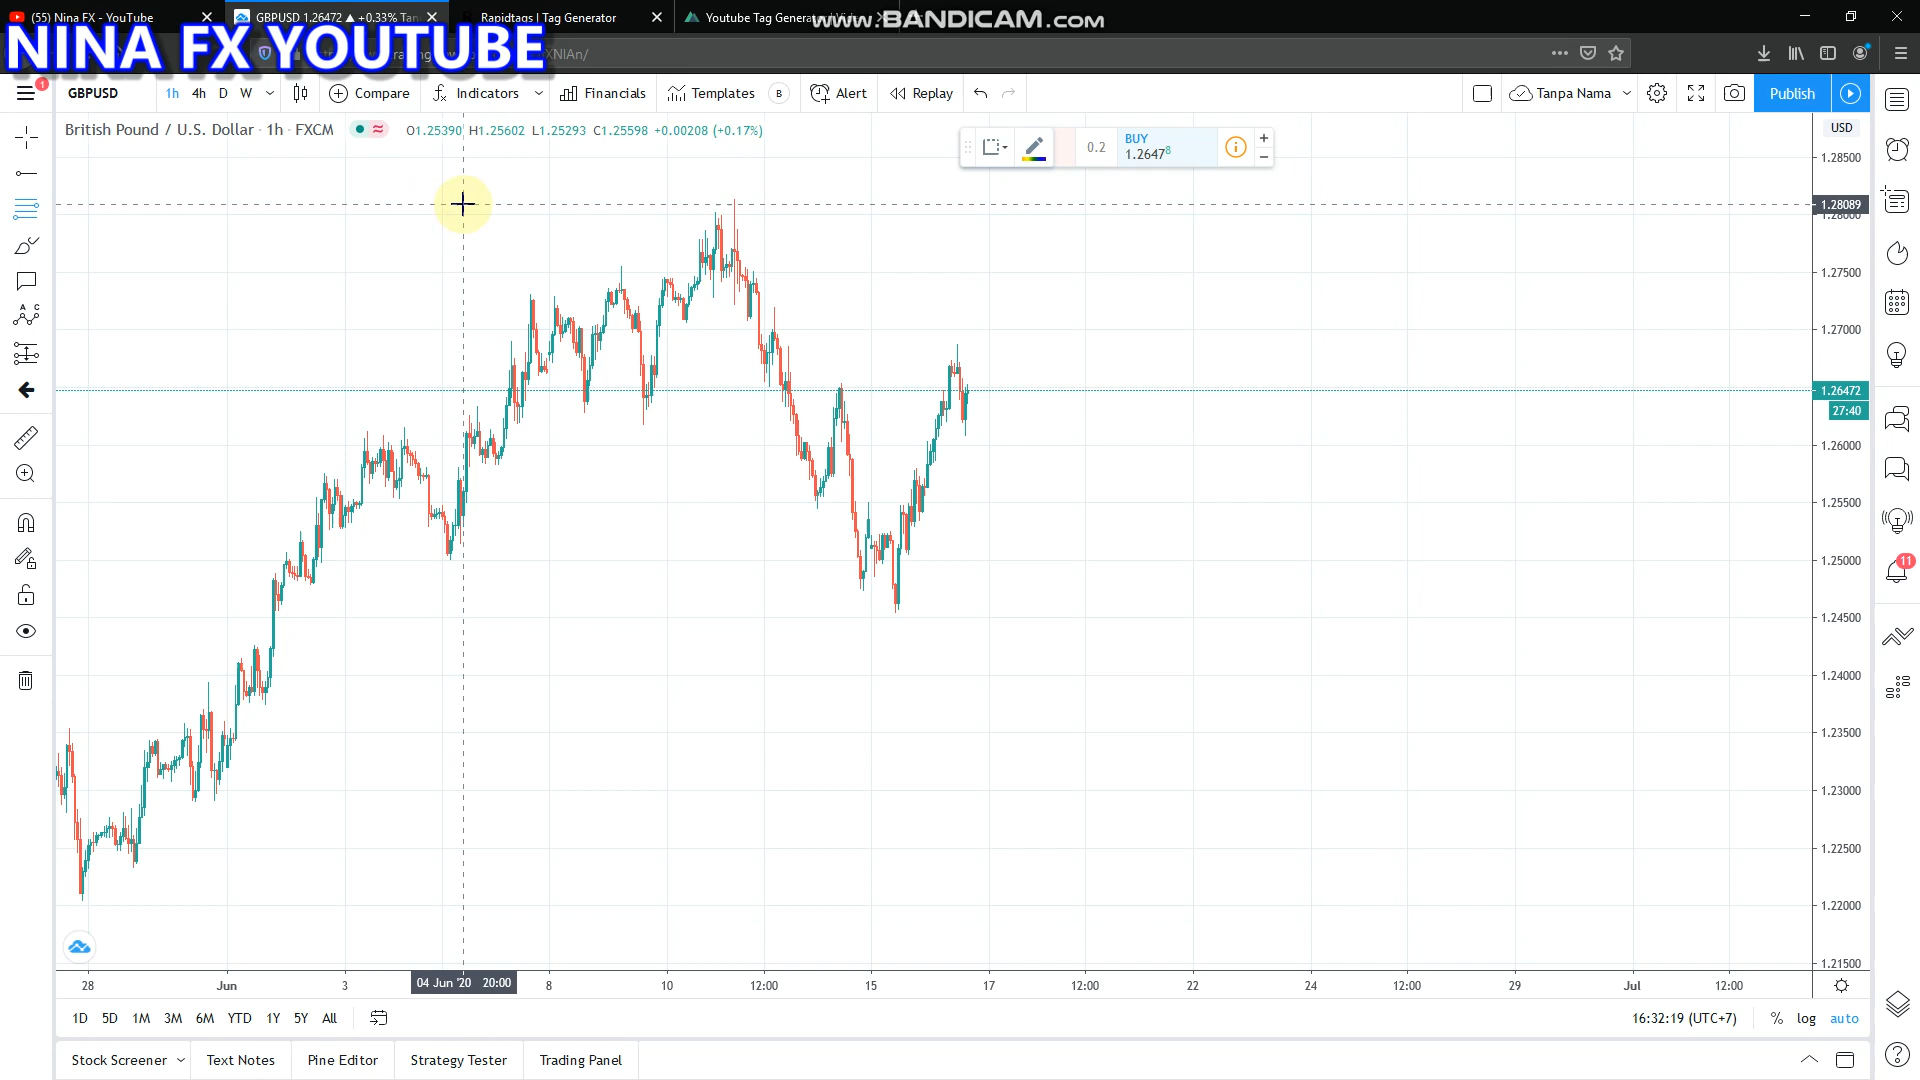 (55) Nina FX - YouTube
GBPUSD 1.26472 ▲ +0.33% Tan
Rapidtags | Tag Generator
Youtube Tag Generator
www.BANDICAM.com
NINA FX YOUTUBE
XNIAn/
GBPUSD
1h
4h
D
W
Compare
Indicators
Financials
Templates
B
Alert
Replay
Tanpa Nama
Publish
British Pound / U.S. Dollar · 1h · FXCM
O1.25390 H1.25602 L1.25293 C1.25598 +0.00208 (+0.17%)
0.2
BUY
1.26478
USD
1.28500
1.28089
1.28000
1.27500
1.27000
1.26472
27:40
1.26000
1.25500
1.25000
1.24500
1.24000
1.23500
1.23000
1.22500
1.22000
1.21500
1
11
28
Jun
3
04 Jun '20 20:00
8
10
12:00
15
17
12:00
22
24
12:00
29
Jul
12:00
1D
5D
1M
3M
6M
YTD
1Y
5Y
All
16:32:19 (UTC+7)
%
log
auto
Stock Screener
Text Notes
Pine Editor
Strategy Tester
Trading Panel